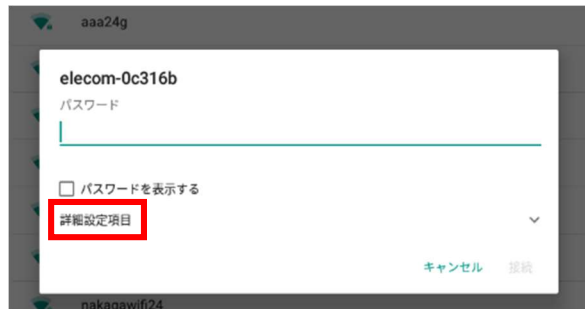 aaa24g
elecom-0c316b
パスワード
パスワードを表示する
詳細設定項目
キャンセル 接続
nakagawifi24